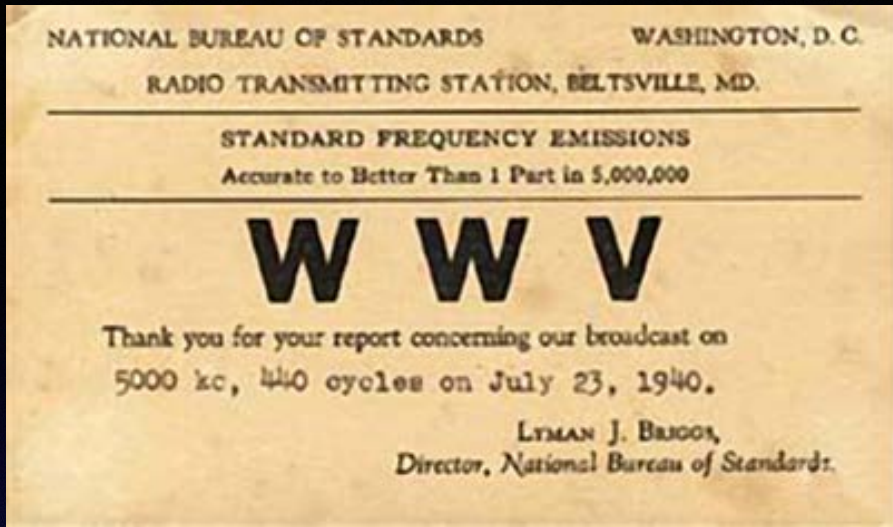 NATIONAL BUREAU OF STANDARDS WASHINGTON, D. C.
RADIO TRANSMITTING STATION, BELTSVILLE, MD.
STANDARD FREQUENCY EMISSIONS
Accurate to Better Than 1 Part in 5,000,000
W W V
Thank you for your report concerning our broadcast on
5000 kc, 440 cycles on July 23, 1940.
LYMAN J. BRIGGS,
Director, National Bureau of Standards.